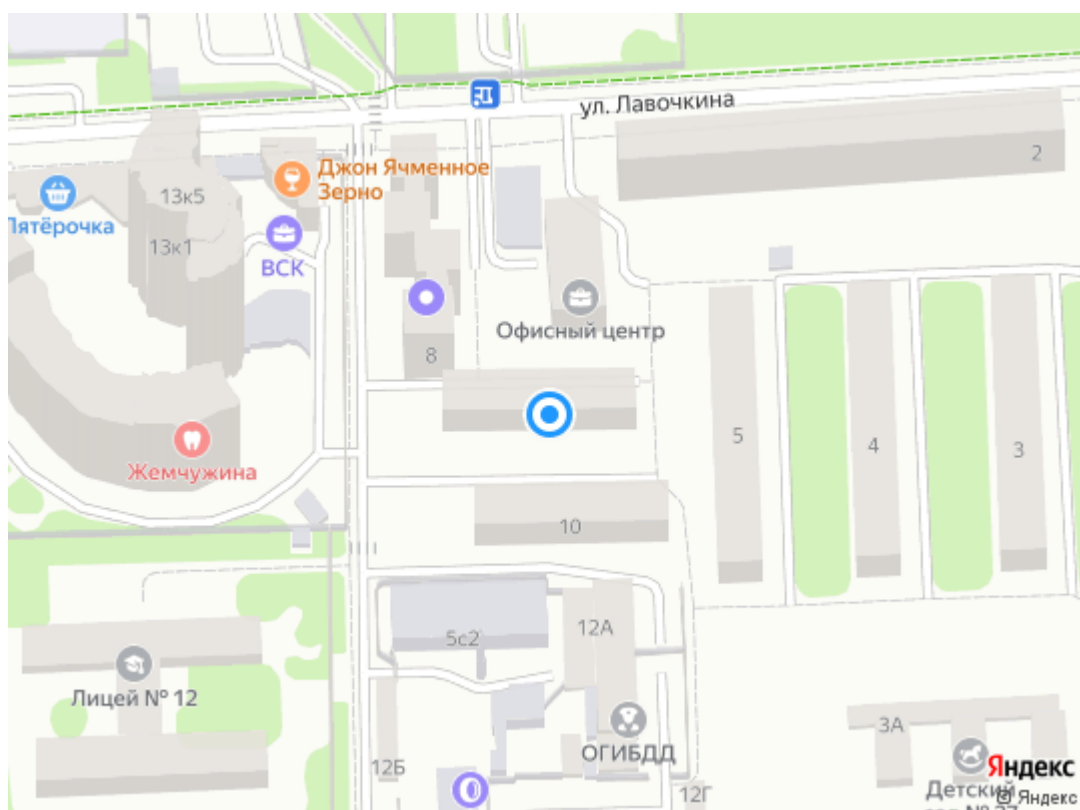 ул. Лавочкина
2
Джон Ячменное
Зерно
13к5
Пятёрочка
13к1
ВСК
Офисный центр
8
5
4
3
Жемчужина
10
12А
5с2
Лицей № 12
3А
ОГИБДД
12Б
Яндекс
Детский
12Г
© Яндекс